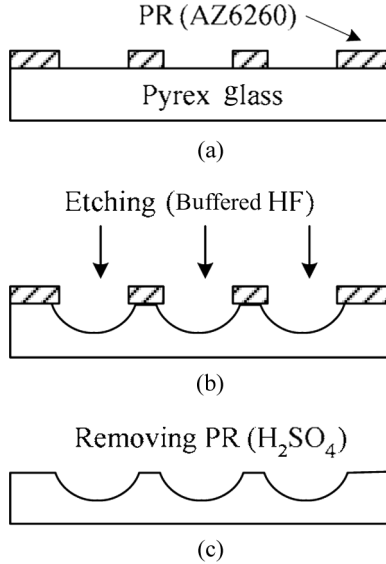 PR (AZ6260)
Pyrex glass
(a)
Etching (Buffered HF)
(b)
Removing PR (H₂SO₄)
(c)